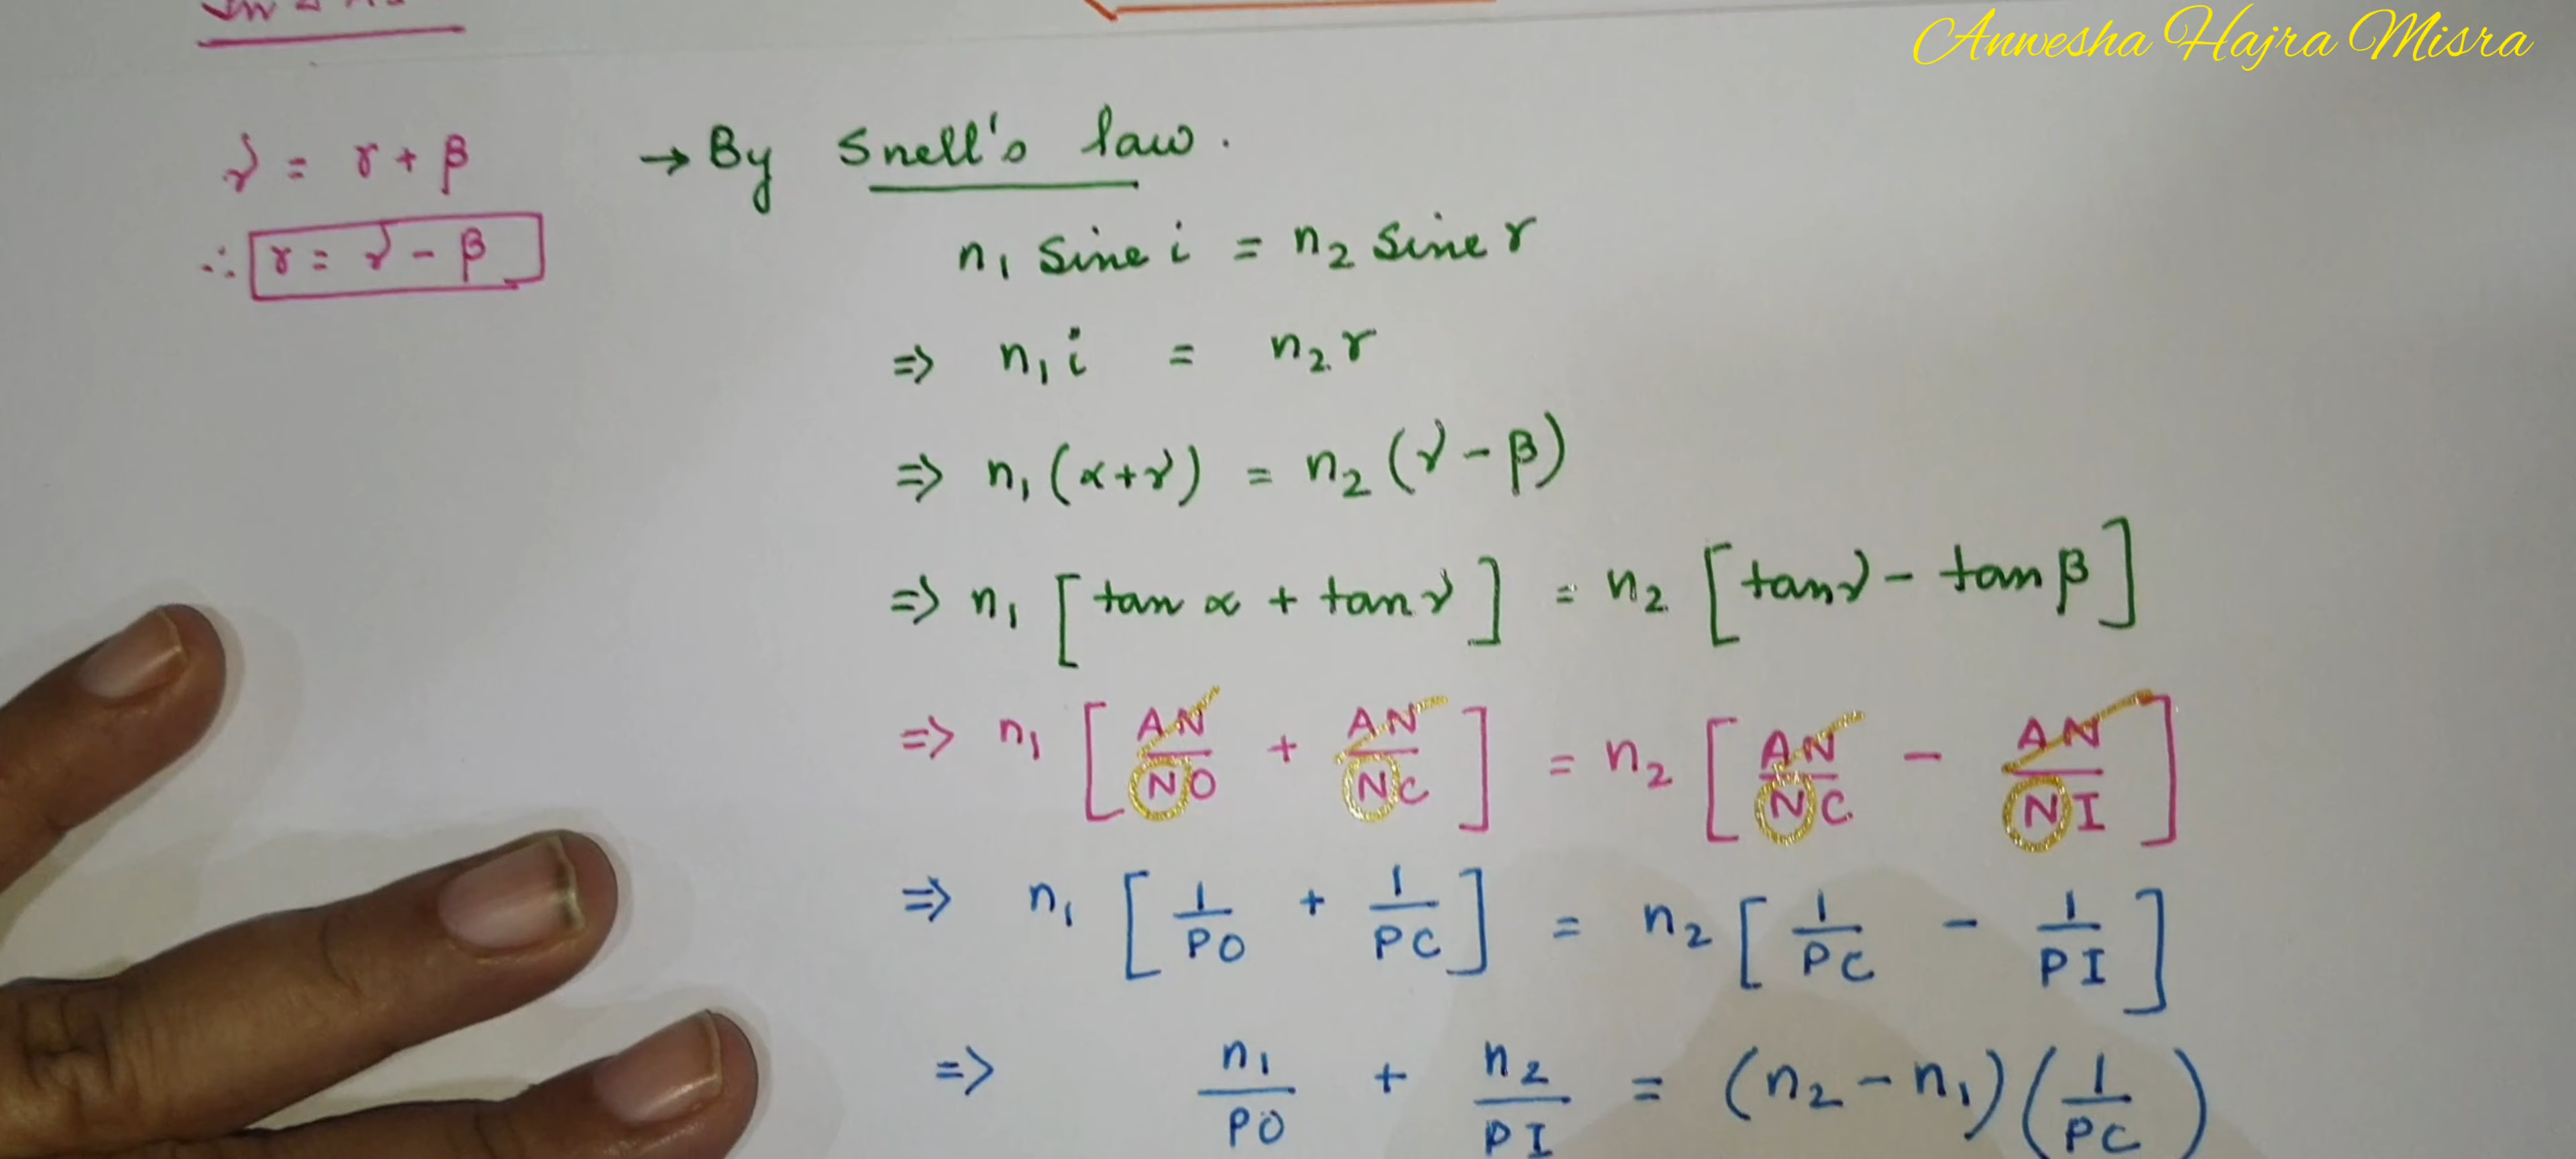 Anwesha Hajra Misra
γ = r + β
∴ r = γ - β
→ By Snell's law.
n₁ sine i = n₂ sine r
⇒ n₁ i = n₂ r
⇒ n₁ (α+γ) = n₂ (γ - β)
⇒ n₁ [tan α + tan γ] = n₂ [tan γ - tan β]
⇒ n₁ [AN/NO + AN/NC] = n₂ [AN/NC - AN/NI]
⇒ n₁ [1/PO + 1/PC] = n₂ [1/PC - 1/PI]
⇒ n₁/PO + n₂/PI = (n₂ - n₁) (1/PC)